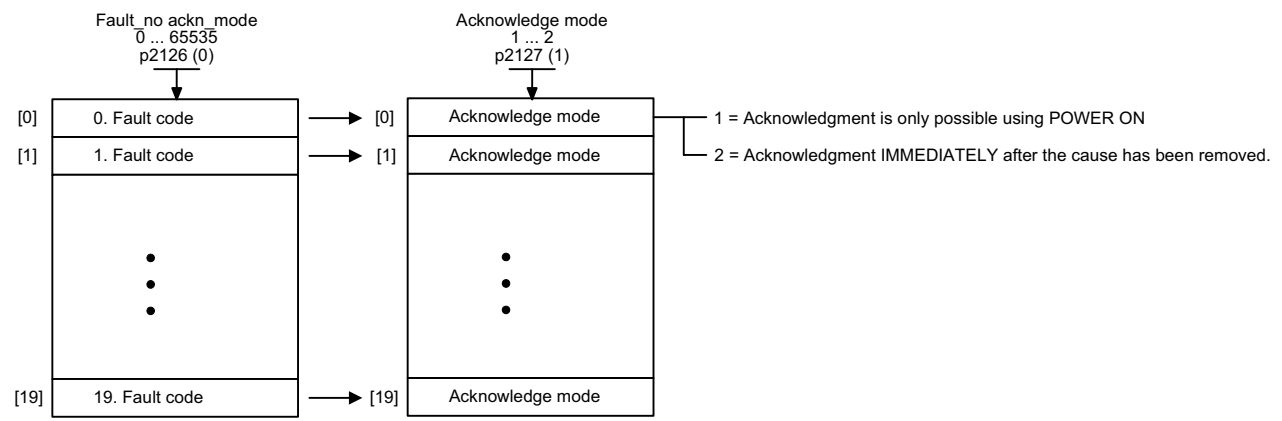 Fault_no ackn_mode
0 ... 65535
p2126 (0)
Acknowledge mode
1 ... 2
p2127 (1)
[0] 0. Fault code [0] Acknowledge mode 1 = Acknowledgment is only possible using POWER ON
[1] 1. Fault code [1] Acknowledge mode 2 = Acknowledgment IMMEDIATELY after the cause has been removed.
[19] 19. Fault code [19] Acknowledge mode